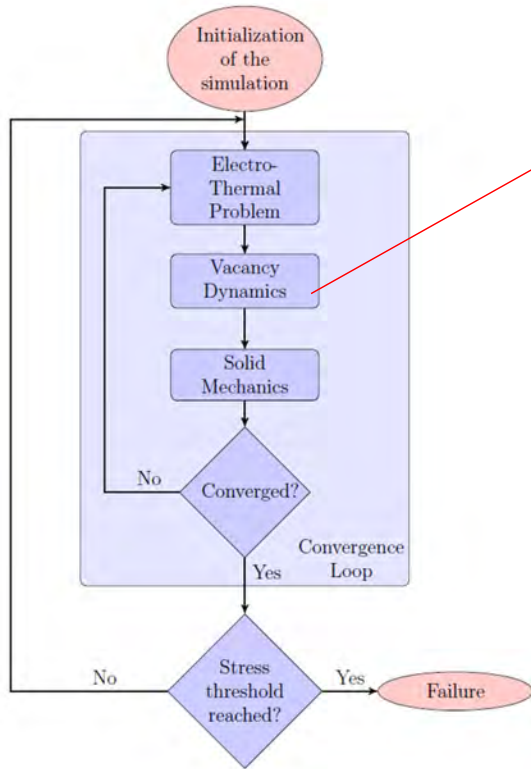 Initialization
of the
simulation
Electro-
Thermal
Problem
Vacancy
Dynamics
Solid
Mechanics
Converged?
No
Convergence
Loop
Yes
Stress
threshold
reached?
No
Yes
Failure